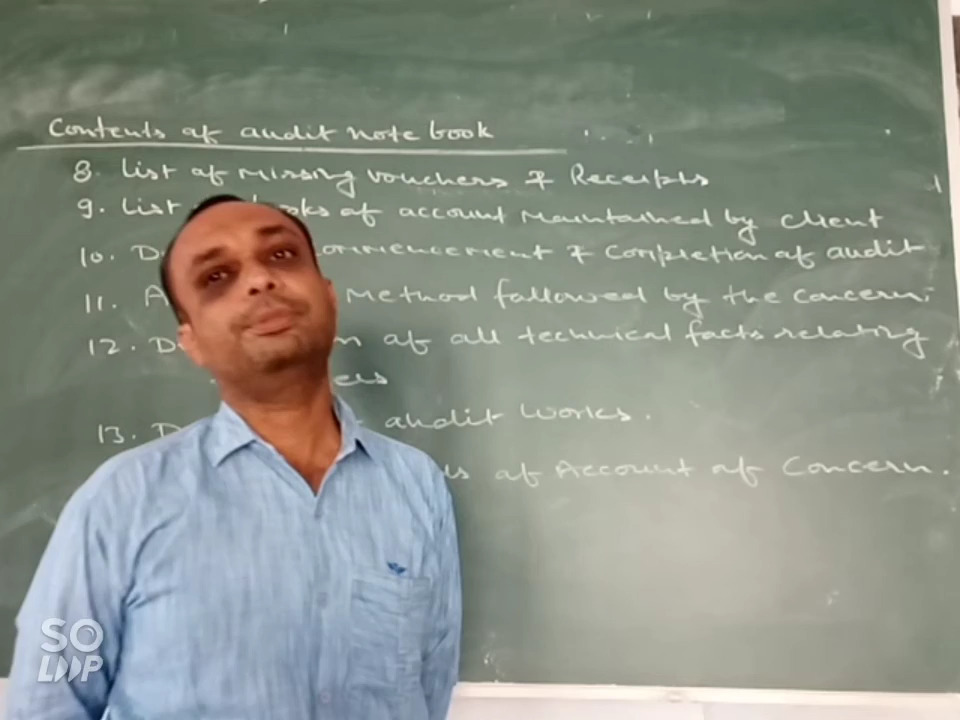 Contents of audit note book
8. List of missing vouchers & Receipts
9. List books of account maintained by client
10. commencement & Completion of audit
11. A Method followed by the concern.
12. of all technical facts relating
13. audit works.
of Account of Concern.
SO
LOOP